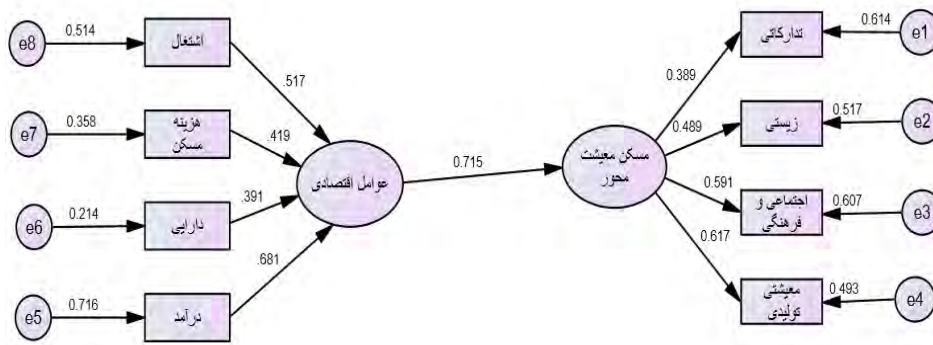 e8
0.514
اشتغال
.517
e7
0.358
هزینه
مسکن
.419
e6
0.214
دارایی
.391
e5
0.716
درآمد
.681
عوامل اقتصادی
0.715
مسکن معیشت
محور
0.389
تدارکاتی
0.614
e1
0.489
زیستی
0.517
e2
0.591
اجتماعی و
فرهنگی
0.607
e3
0.617
معیشتی
تولیدی
0.493
e4